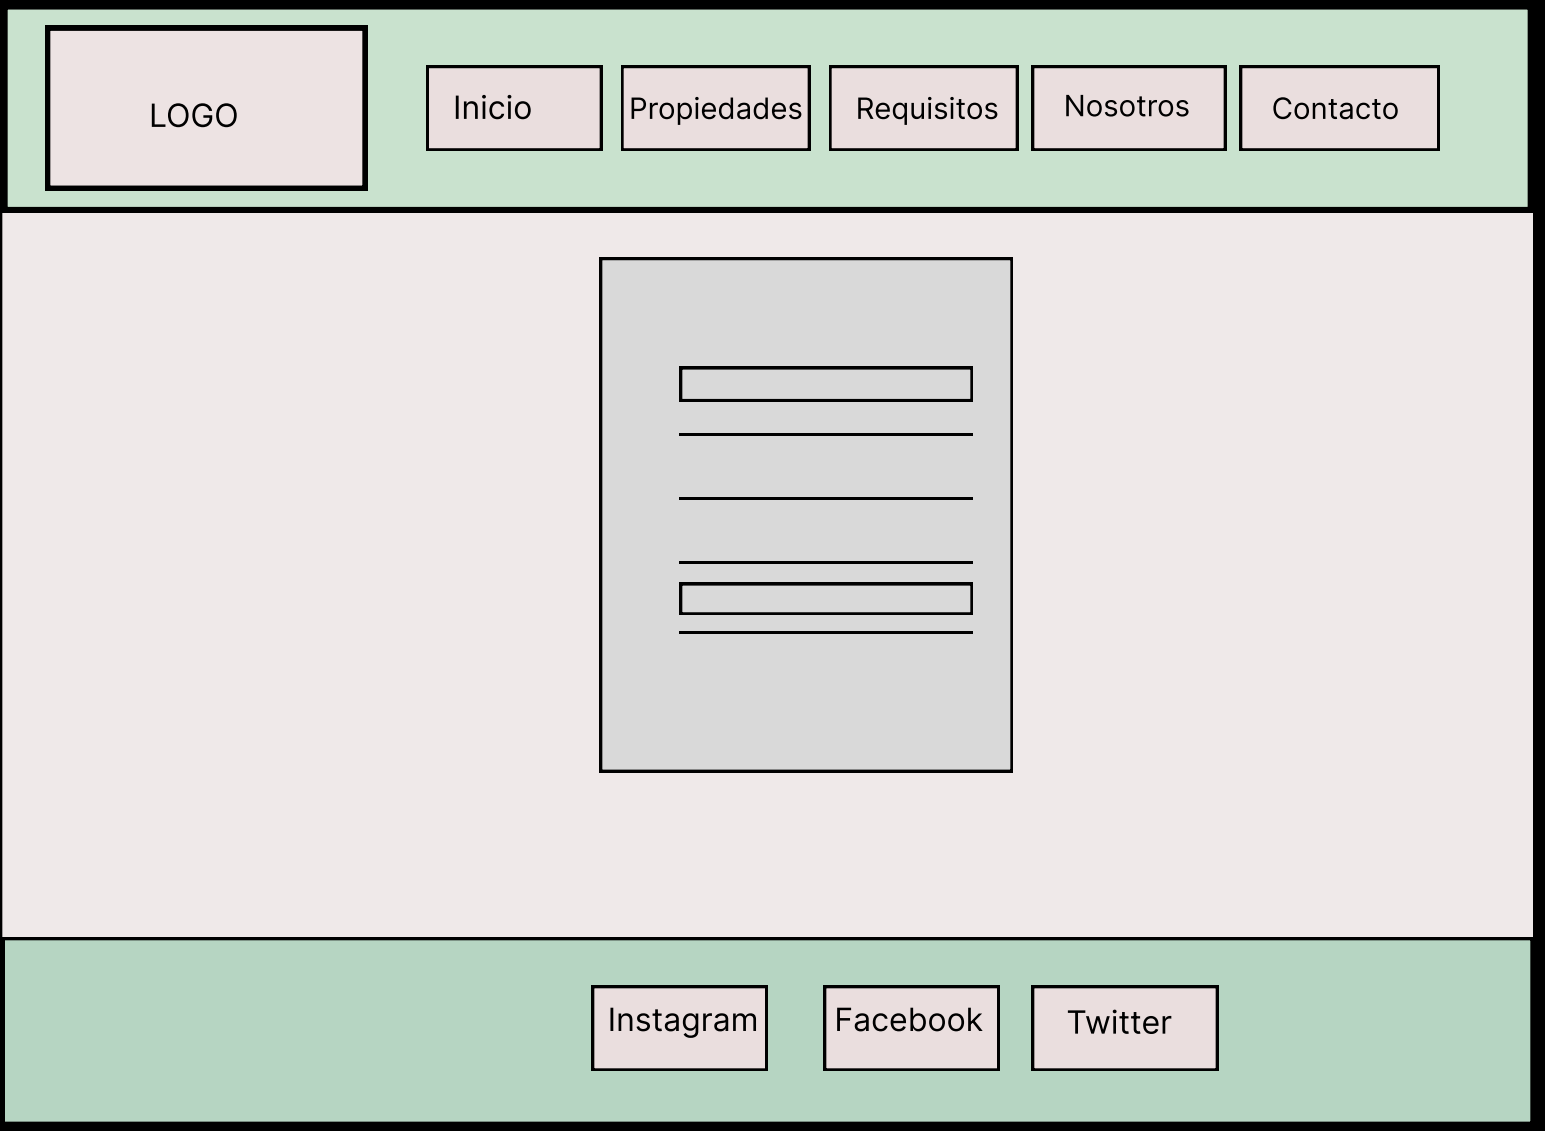 LOGO
Inicio
Propiedades
Requisitos
Nosotros
Contacto
Instagram
Facebook
Twitter